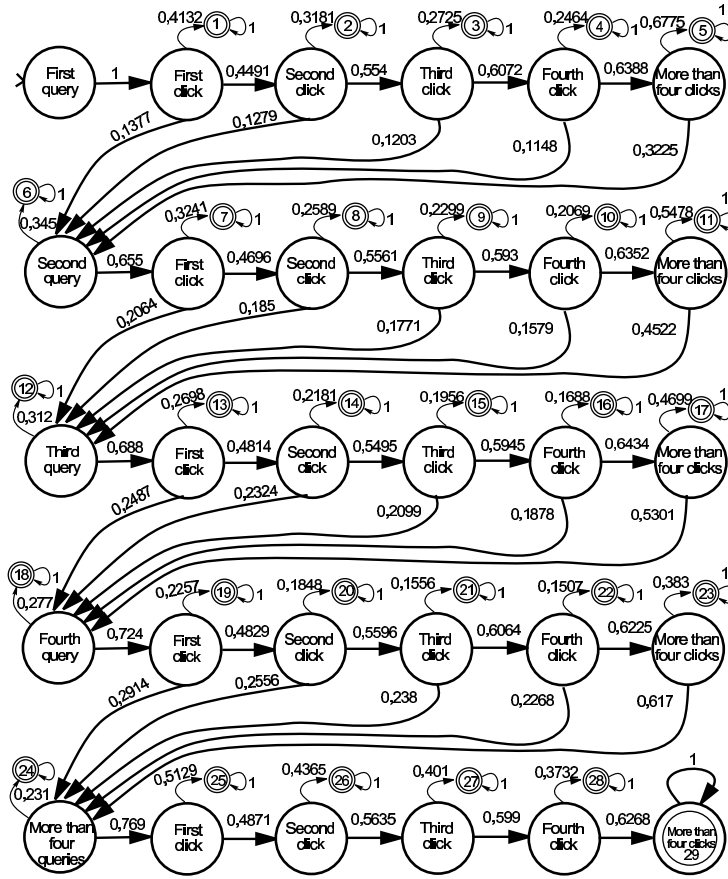 0,4132 1 1 0,3181 2 1 0,2725 3 1 0,2464 4 1 0,6775 5 1
First query 1 First click 0,4491 Second click 0,554 Third click 0,6072 Fourth click 0,6388 More than four clicks
0,1377 0,1279 0,1203 0,1148 0,3225
6 1 0,345 0,3241 7 1 0,2589 8 1 0,2299 9 1 0,2069 10 1 0,5478 11 1
Second query 0,655 First click 0,4696 Second click 0,5561 Third click 0,593 Fourth click 0,6352 More than four clicks
0,2064 0,185 0,1771 0,1579 0,4522
12 1 0,312 0,2698 13 1 0,2181 14 1 0,1956 15 1 0,1688 16 1 0,4699 17 1
Third query 0,688 First click 0,4814 Second click 0,5495 Third click 0,5945 Fourth click 0,6434 More than four clicks
0,2487 0,2324 0,2099 0,1878 0,5301
18 1 0,277 0,2257 19 1 0,1848 20 1 0,1556 21 1 0,1507 22 1 0,383 23 1
Fourth query 0,724 First click 0,4829 Second click 0,5596 Third click 0,6064 Fourth click 0,6225 More than four clicks
0,2914 0,2556 0,238 0,2268 0,617
24 1 0,231 0,5129 25 1 0,4365 26 1 0,401 27 1 0,3732 28 1 1
More than four queries 0,769 First click 0,4871 Second click 0,5635 Third click 0,599 Fourth click 0,6268 More than four clicks 29